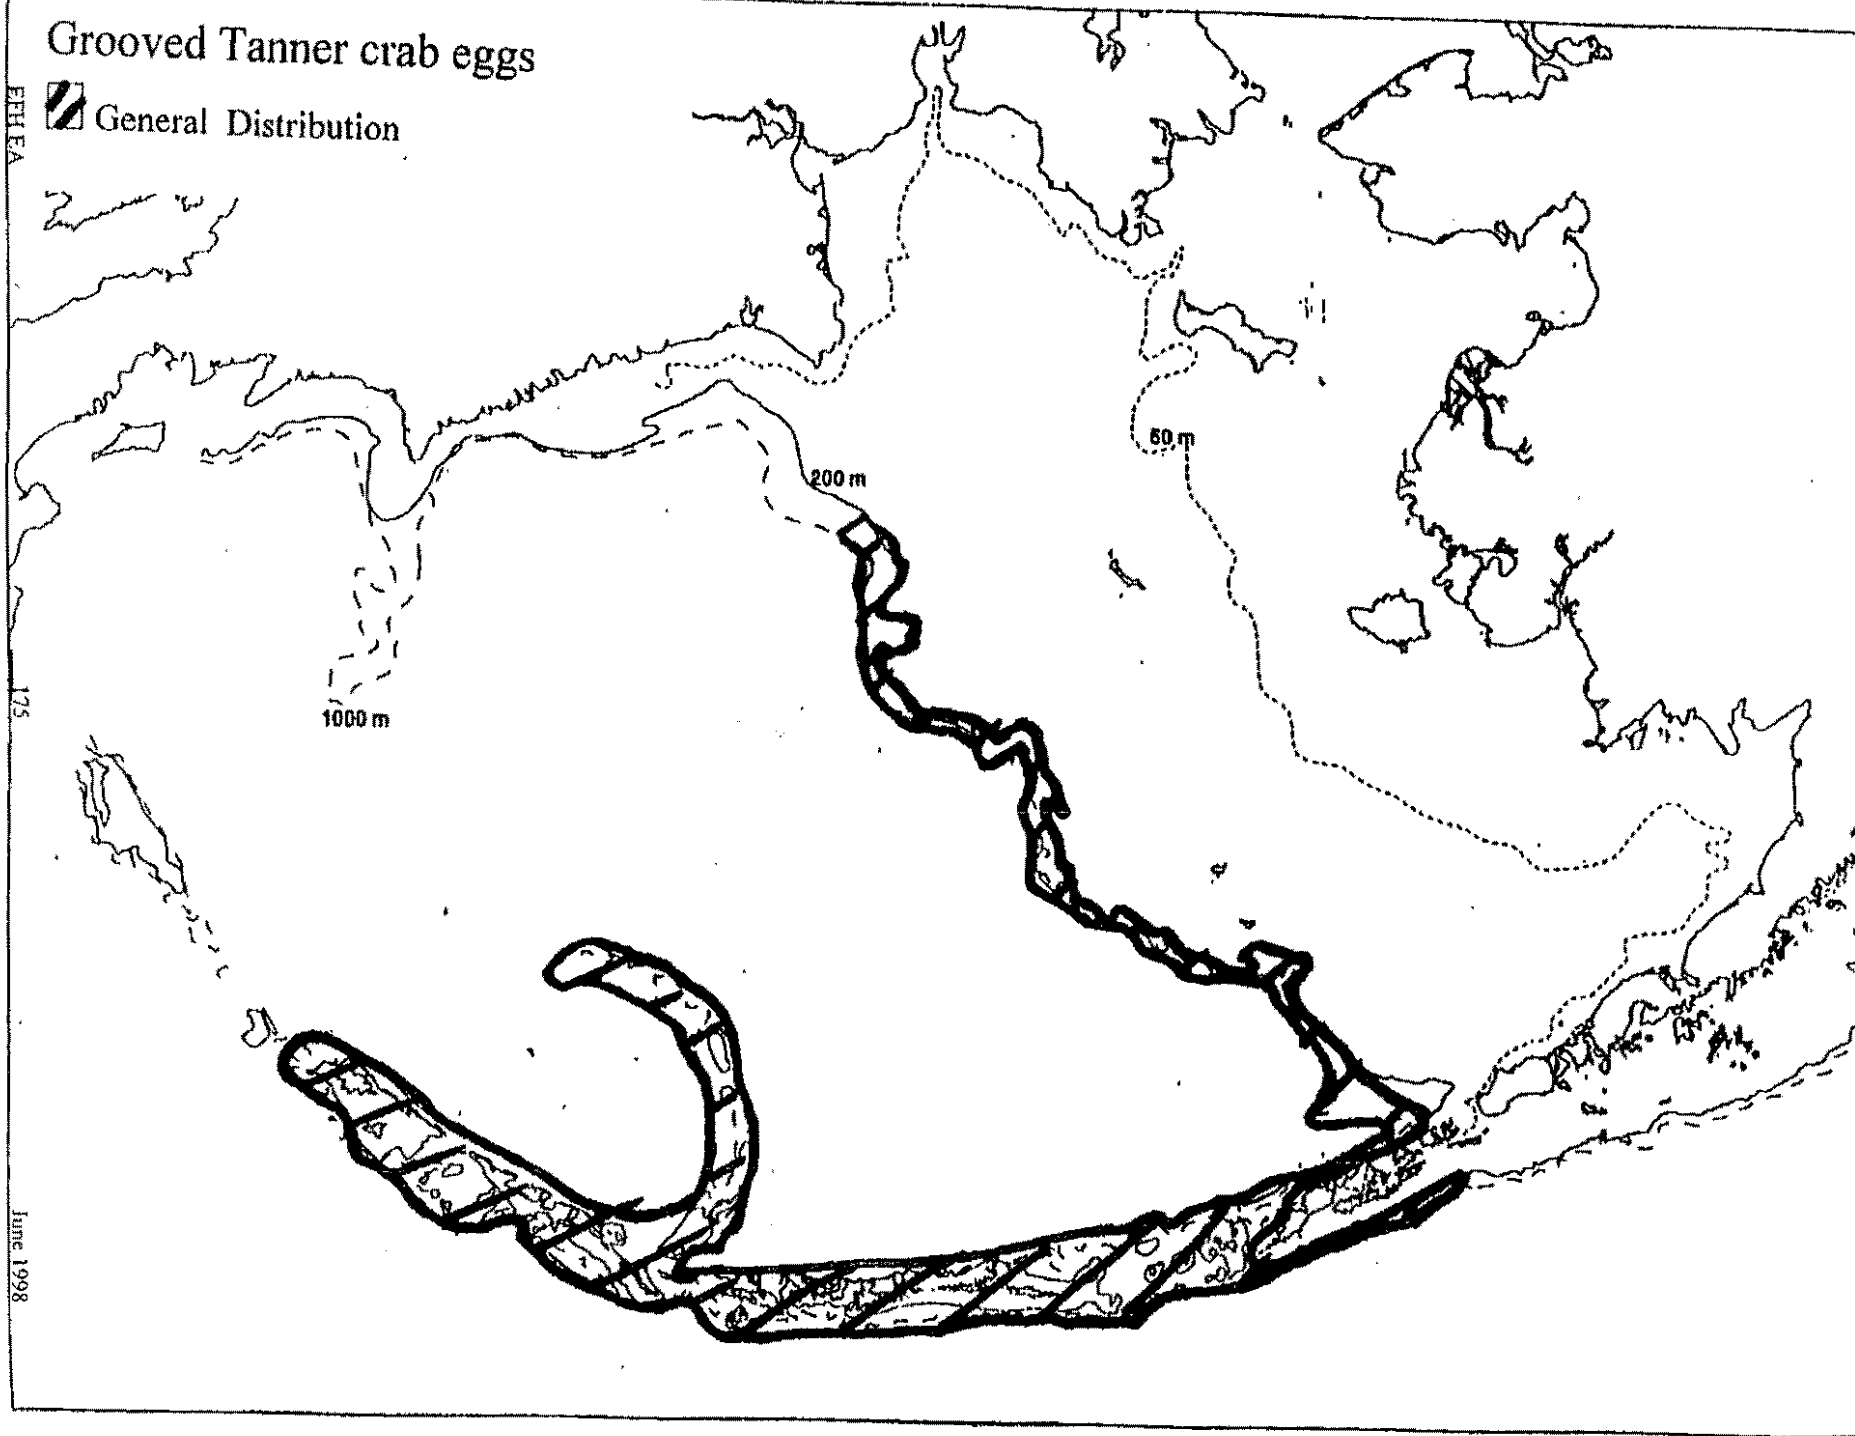 Grooved Tanner crab eggs
General Distribution
EFH EA
200 m
50 m
175
1000 m
June 1998